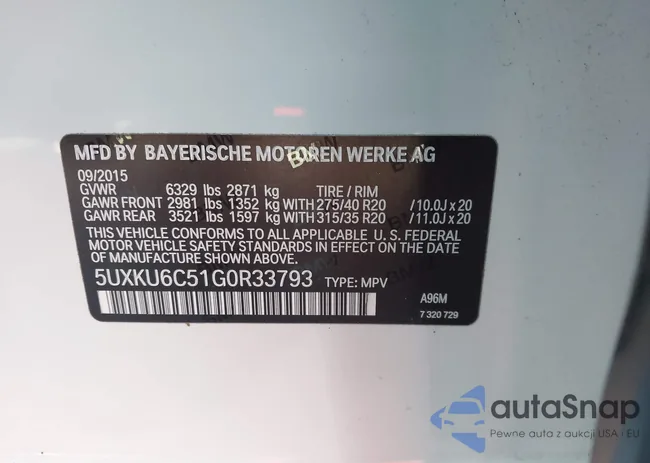 MFD BY BAYERISCHE MOTOREN WERKE AG
09/2015
GVWR 6329 lbs 2871 kg TIRE / RIM
GAWR FRONT 2981 lbs 1352 kg WITH 275/40 R20 /10.0J x 20
GAWR REAR 3521 lbs 1597 kg WITH 315/35 R20 /11.0J x 20
THIS VEHICLE CONFORMS TO ALL APPLICABLE U. S. FEDERAL
MOTOR VEHICLE SAFETY STANDARDS IN EFFECT ON THE DATE
OF MANUFACTURE SHOWN ABOVE.
5UXKU6C51G0R33793 TYPE: MPV
A96M
7 320 729
autaSnap
Pewne auta z aukcji USA i EU